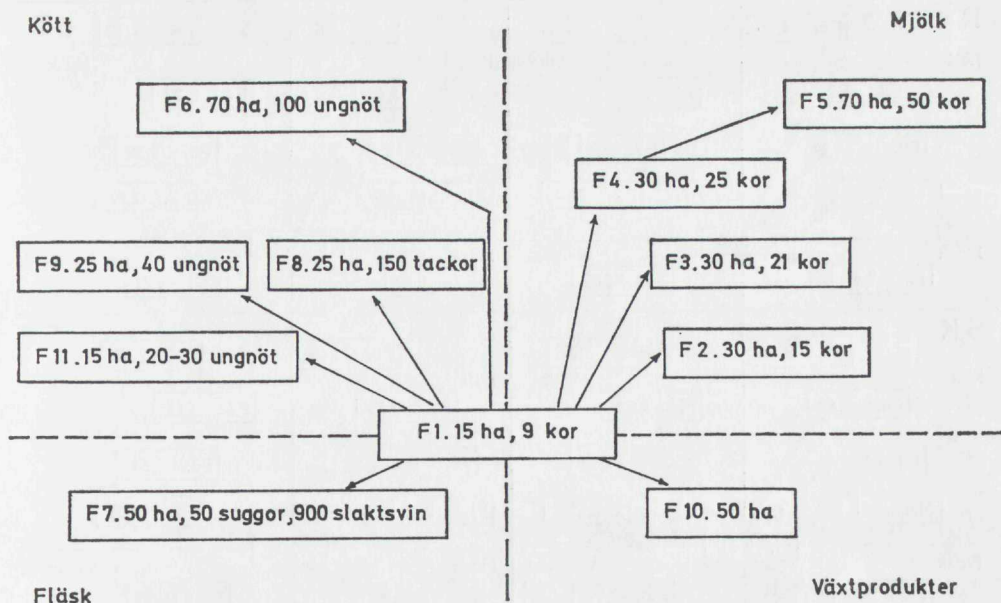 Kött
Mjölk
F6.70 ha, 100 ungnöt
F5.70 ha, 50 kor
F4.30 ha, 25 kor
F9.25 ha, 40 ungnöt
F8.25 ha, 150 tackor
F3.30 ha, 21 kor
F11.15 ha, 20-30 ungnöt
F2.30 ha, 15 kor
F1.15 ha, 9 kor
F7.50 ha, 50 suggor, 900 slaktsvin
F10.50 ha
Fläsk
Växtprodukter